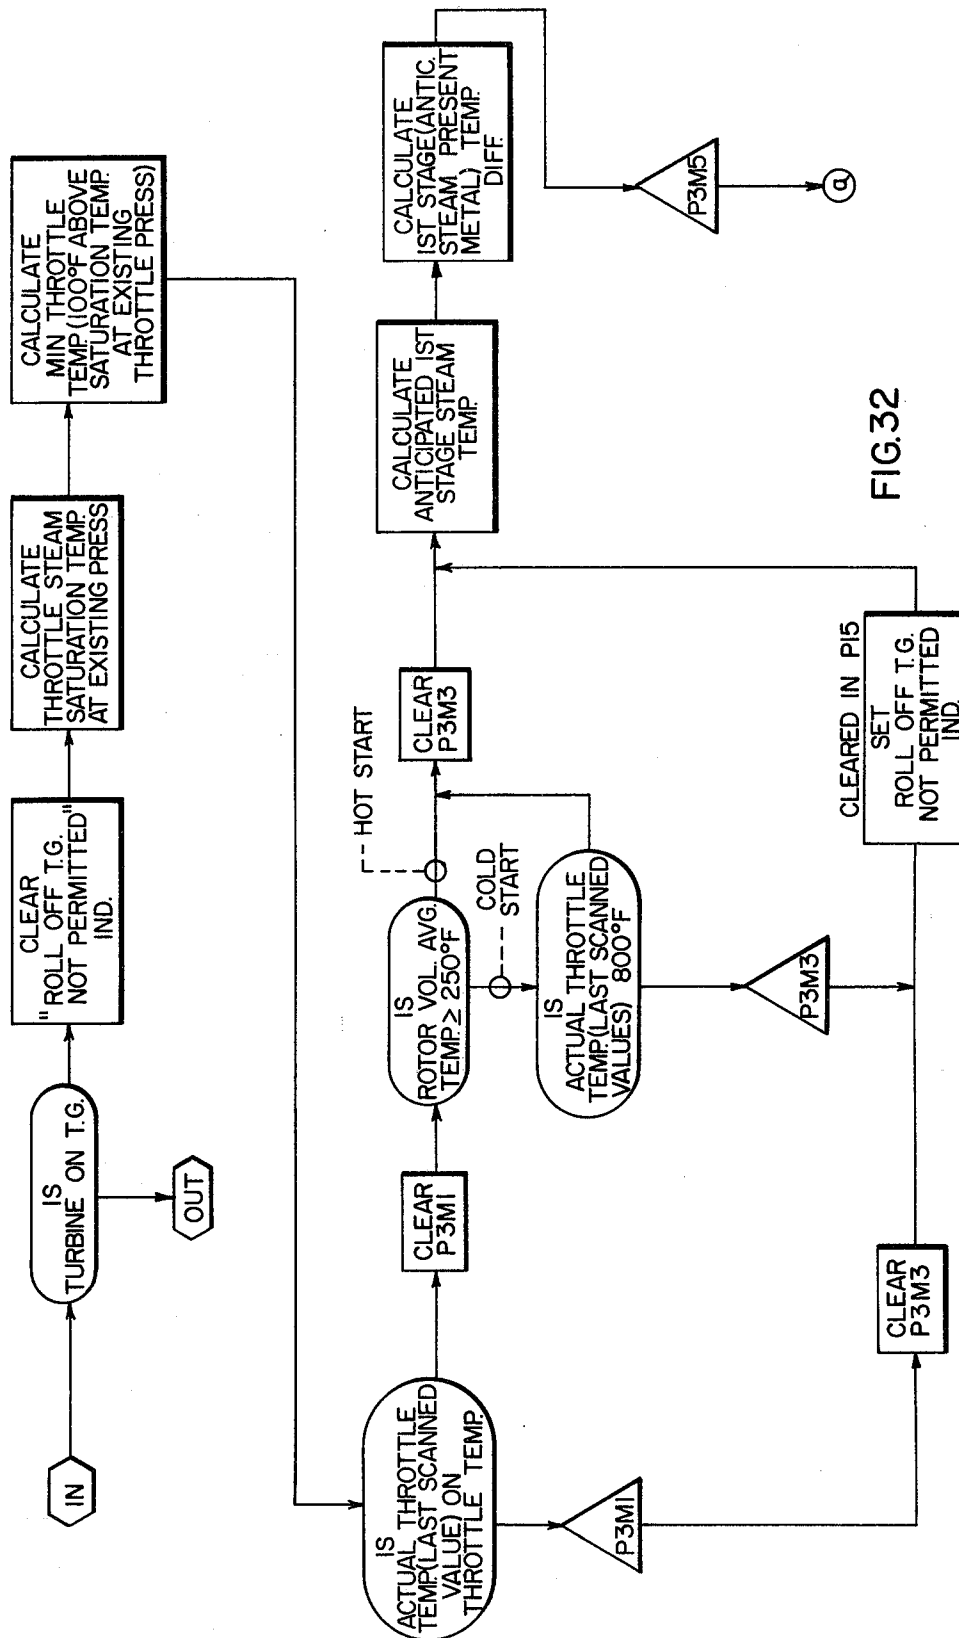 IN
IS
TURBINE ON T.G.
OUT
CLEAR
"ROLL OFF T.G.
NOT PERMITTED"
IND.
CALCULATE
THROTTLE STEAM
SATURATION TEMP.
AT EXISTING PRESS
CALCULATE
MIN THROTTLE
TEMP. (100°F ABOVE
SATURATION TEMP.
AT EXISTING
THROTTLE PRESS)
IS
ACTUAL THROTTLE
TEMP.(LAST SCANNED
VALUE) ON
THROTTLE TEMP.
P3M1
CLEAR
P3M1
IS
ROTOR VOL. AVG.
TEMP. ≥ 250°F
HOT START
COLD
START
IS
ACTUAL THROTTLE
TEMP.(LAST SCANNED
VALUES) 800°F
P3M3
CLEAR
P3M3
CLEAR
P3M3
CLEARED IN P15
SET
ROLL OFF T.G.
NOT PERMITTED
IND.
CALCULATE
ANTICIPATED IST
STAGE STEAM
TEMP.
CALCULATE
IST STAGE(ANTIC.
STEAM PRESENT
METAL) TEMP.
DIFF.
P3M5
a
FIG.32